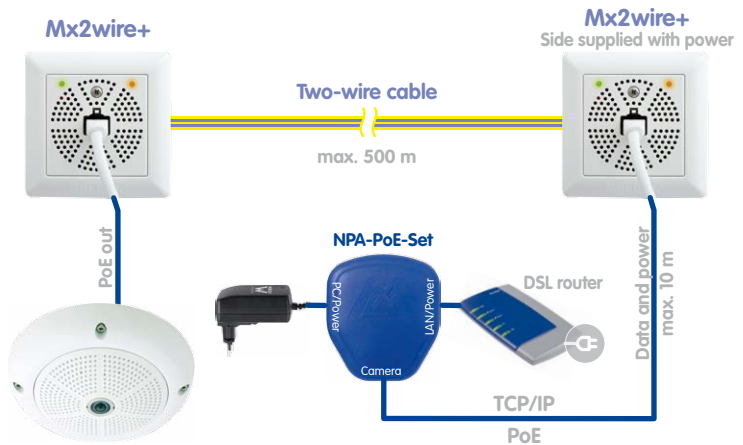 Mx2wire+
Mx2wire+
Side supplied with power
Two-wire cable
max. 500 m
PoE out
NPA-PoE-Set
PC/Power
LAN/Power
Camera
DSL router
Data and power
max. 10 m
TCP/IP
PoE